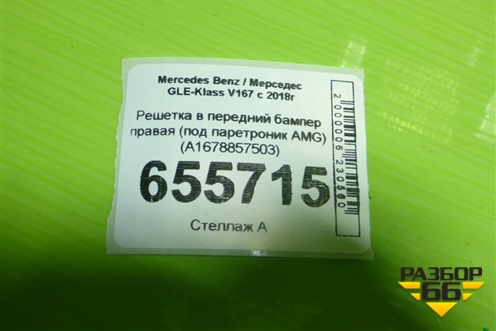 Mercedes Benz / Мерседес
GLE-Klass V167 с 2018г
Решетка в передний бампер
правая (под паретроник AMG)
(A1678857503)
655715
Стеллаж А
2000006230560
РАЗБОР
66